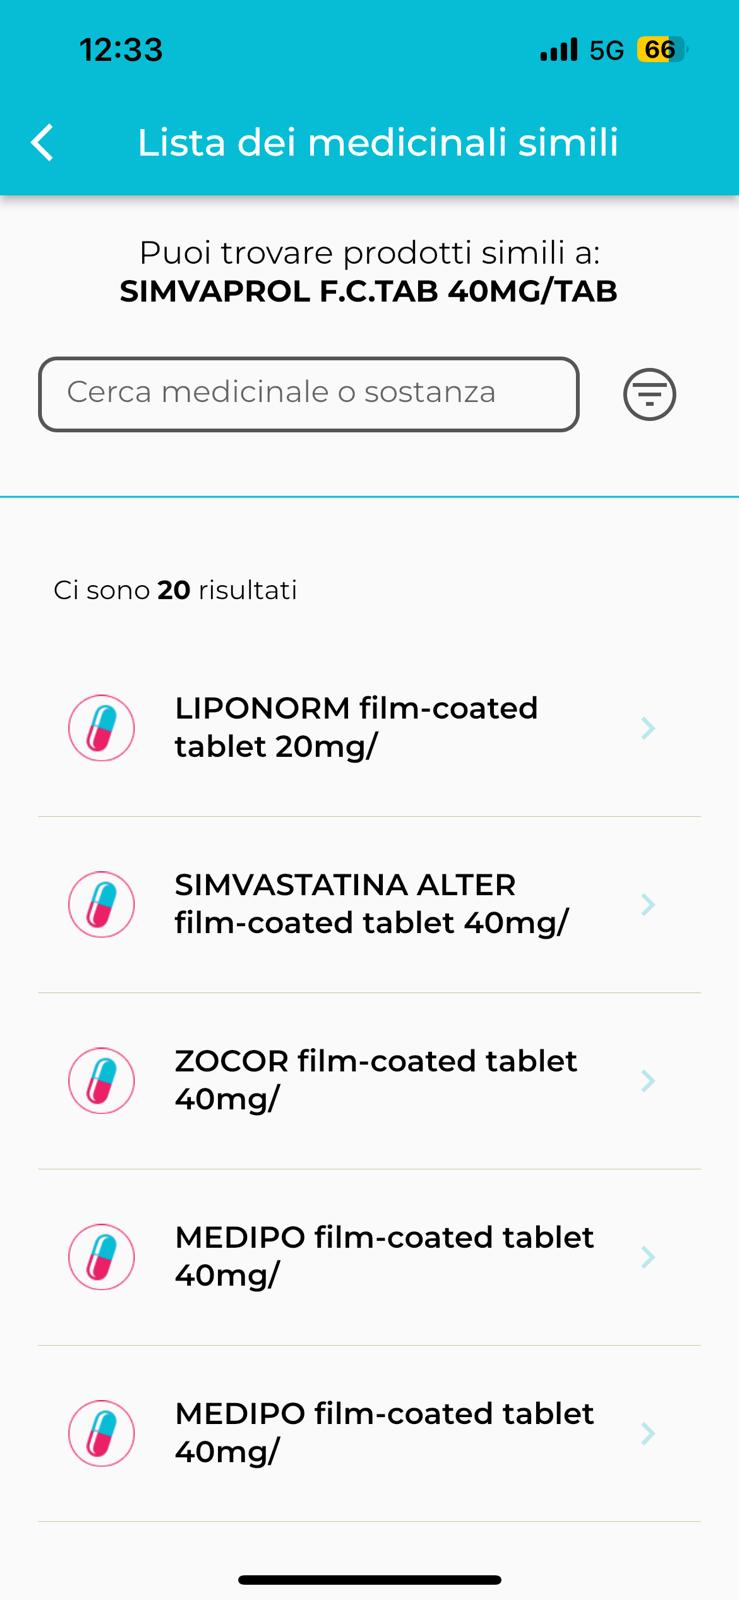 12:33
5G 66
Lista dei medicinali simili
Puoi trovare prodotti simili a:
SIMVAPROL F.C.TAB 40MG/TAB
Cerca medicinale o sostanza
Ci sono 20 risultati
LIPONORM film-coated
tablet 20mg/
SIMVASTATINA ALTER
film-coated tablet 40mg/
ZOCOR film-coated tablet
40mg/
MEDIPO film-coated tablet
40mg/
MEDIPO film-coated tablet
40mg/